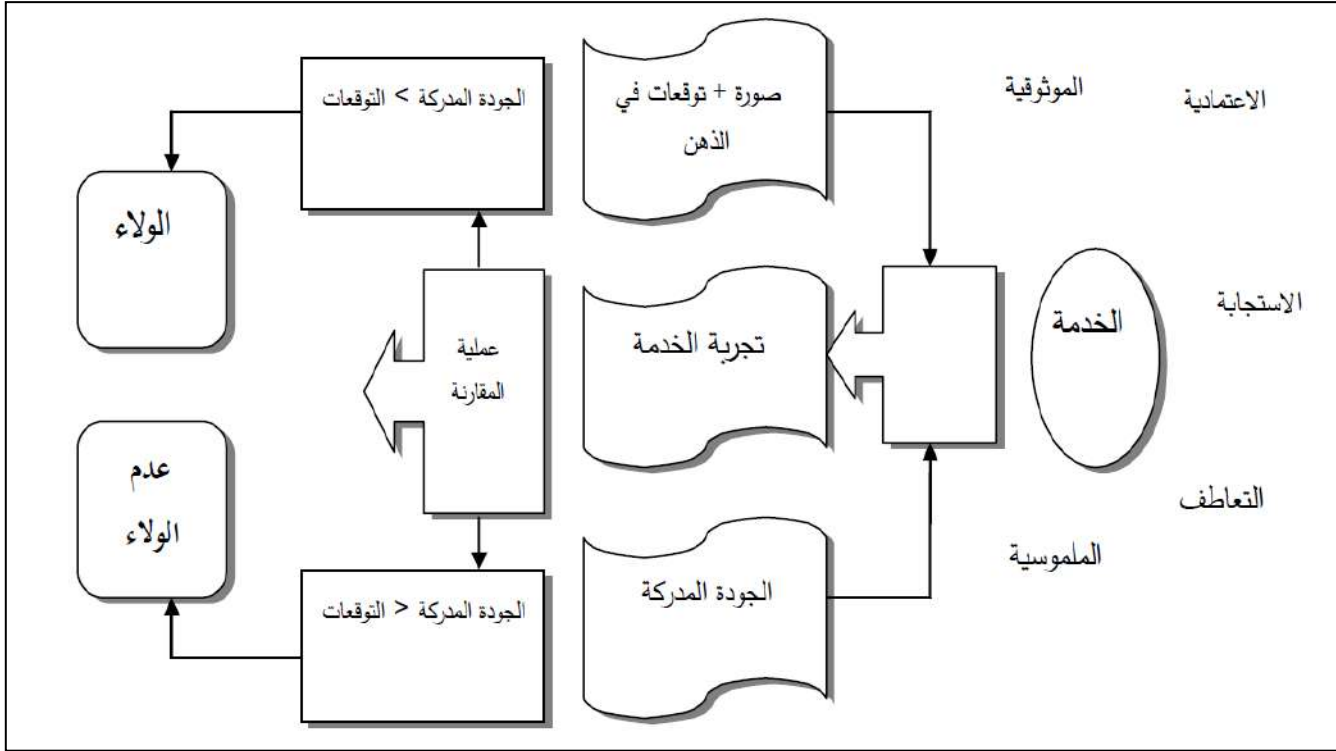 الاعتمادية
الموثوقية
صورة + توقعات في
الذهن
الجودة المدركة > التوقعات
الولاء
الاستجابة
الخدمة
تجربة الخدمة
عملية
المقارنة
التعاطف
الملموسية
الجودة المدركة
الجودة المدركة < التوقعات
عدم
الولاء